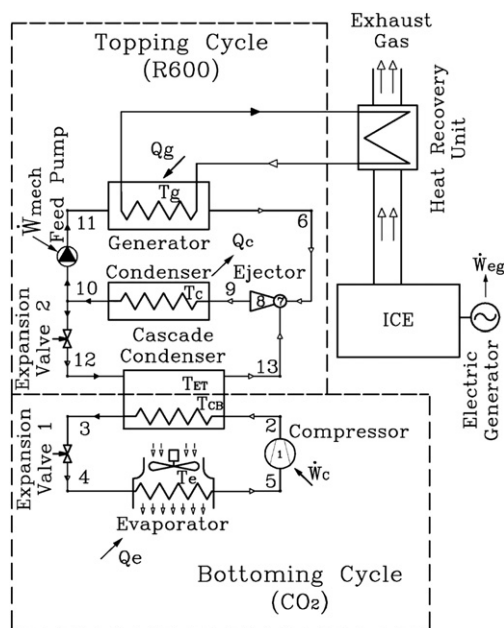 Topping Cycle
(R600)
Exhaust
Gas
Heat Recovery
Unit
Qg
Tg
Ẇmech
Feed Pump
11
6
Generator
Condenser
Qc
Ejector
10
Tc
9
8
7
Expansion
Valve 2
Cascade
Condenser
12
13
ICE
Ẇeg
Electric
Generator
TET
TCB
3
2
Compressor
Expansion
Valve 1
1
Ẇc
Te
4
5
Evaporator
Qe
Bottoming Cycle
(CO₂)